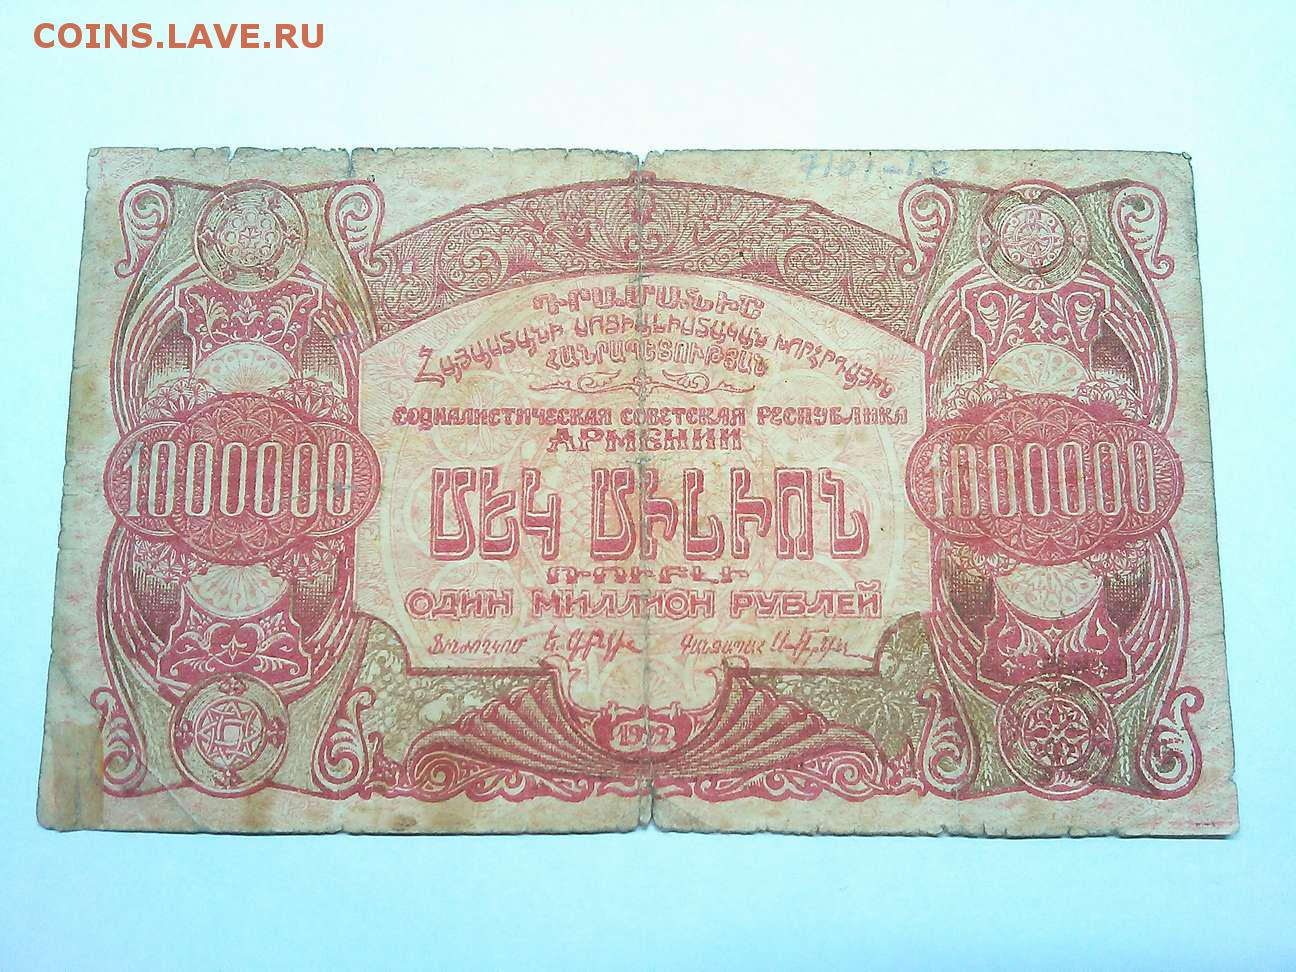 COINS.LAVE.RU
ԴՐԱՄԱՆԻՇ
ՀԱՅԱՍՏԱՆԻ ՍՈՑԻԱԼԻՍՏԱԿԱՆ ԽՈՐՀՐԴԱՅԻՆ
ՀԱՆՐԱՊԵՏՈՒԹՅԱՆ
СОЦИАЛИСТИЧЕСКАЯ СОВЕТСКАЯ РЕСПУБЛИКА
АРМЕНИИ
1000000
ՄԵԿ ՄԻԼԻՈՆ
1000000
ՌՈՒԲԼԻ
ОДИН МИЛЛИОН РУБЛЕЙ
1922